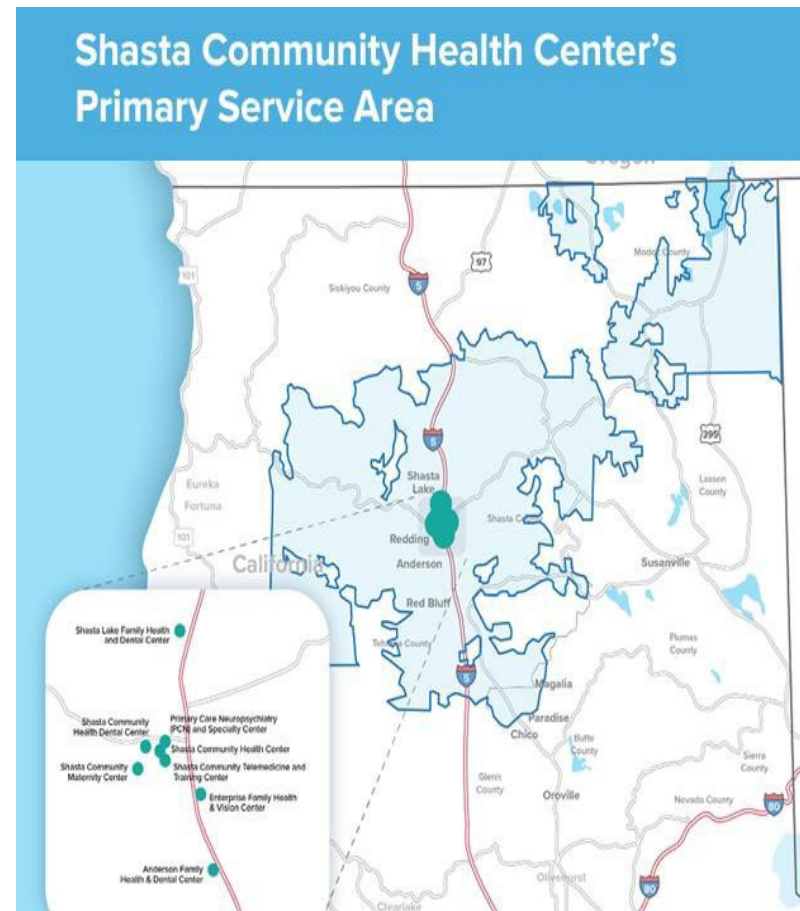 Shasta Community Health Center's
Primary Service Area
Oregon
97
Modoc County
101
5
Siskiyou County
395
5
Shasta
Lake
Eureka
Lassen
County
Fortuna
Shasta
101
Redding
California
Anderson
Susanville
Red Bluff
Tehama County
Plumas
County
5
Magalia
Paradise
Chico
Butte
County
Sierra
County
Glenn
County
Oroville
Nevada County
80
Olivehurst
80
Clearlake
Shasta Lake Family Health
and Dental Center
Shasta Community
Health Dental Center
Primary Care Neuropsychiatry
(PCN) and Specialty Center
Shasta Community Health Center
Shasta Community
Maternity Center
Shasta Community Telemedicine and
Training Center
Enterprise Family Health
& Vision Center
Anderson Family
Health & Dental Center